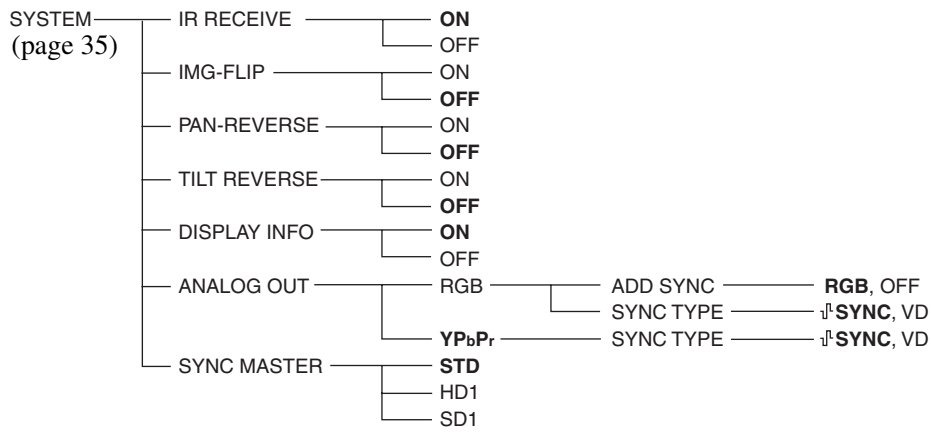 SYSTEM IR RECEIVE ON
(page 35) OFF
IMG-FLIP ON
OFF
PAN-REVERSE ON
OFF
TILT REVERSE ON
OFF
DISPLAY INFO ON
OFF
ANALOG OUT RGB ADD SYNC RGB, OFF
SYNC TYPE SYNC, VD
YPbPr SYNC TYPE SYNC, VD
SYNC MASTER STD
HD1
SD1